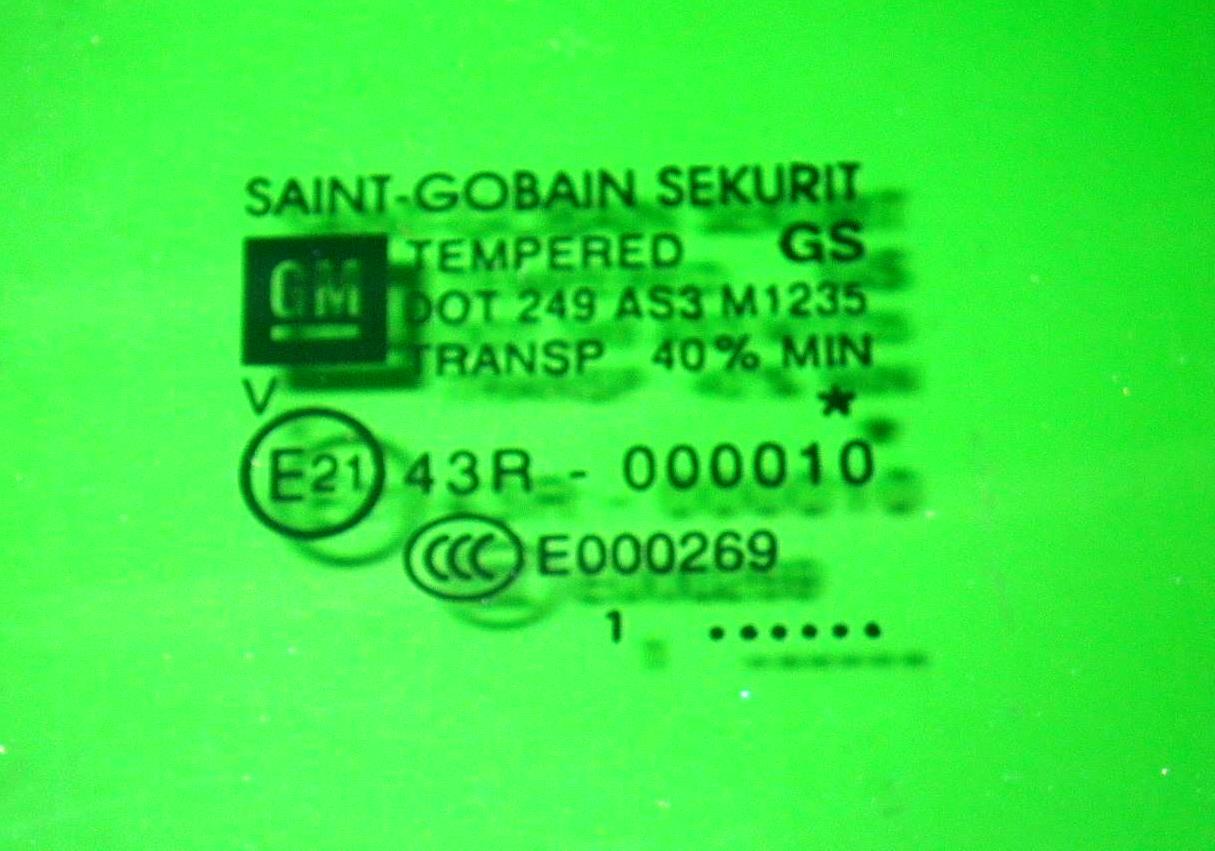 SAINT-GOBAIN SEKURIT
GM
TEMPERED GS
DOT 249 AS3 M1235
TRANSP 40% MIN
V *
E21 43R - 000010
CCC E000269
1 ......